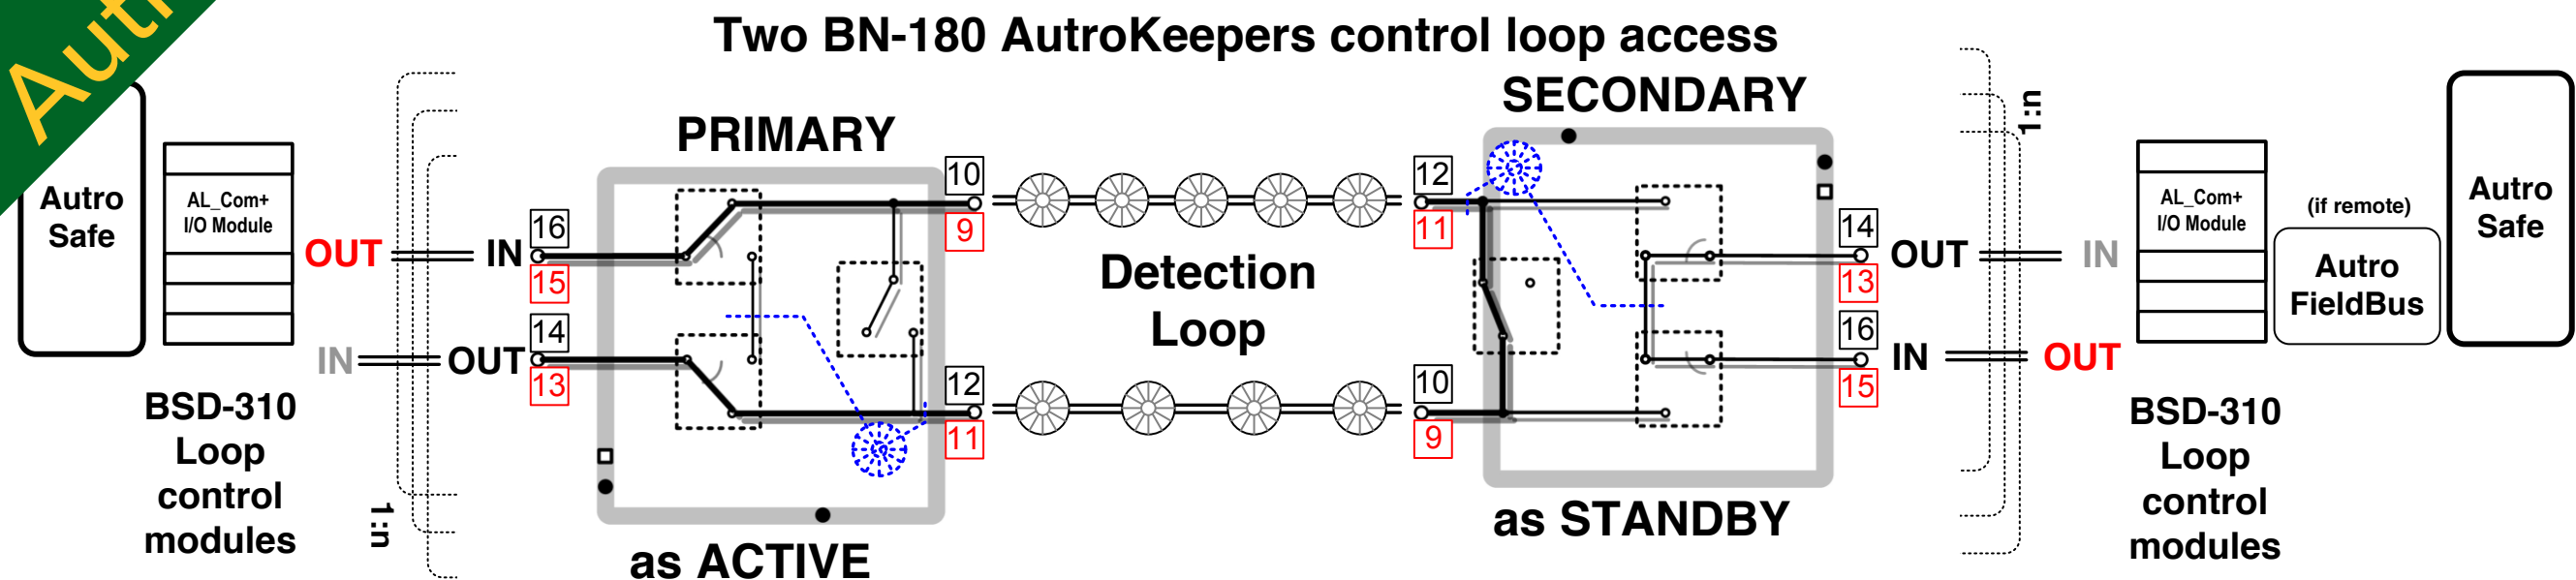 Two BN-180 AutroKeepers control loop access
Aut
Autro
Safe
AL_Com+
I/O Module
OUT
IN
BSD-310
Loop
control
modules
1:n
IN
16
15
OUT
14
13
PRIMARY
as ACTIVE
10
9
12
11
Detection
Loop
12
11
10
9
SECONDARY
as STANDBY
14
13
OUT
16
15
IN
1:n
IN
OUT
AL_Com+
I/O Module
BSD-310
Loop
control
modules
(if remote)
Autro
FieldBus
Autro
Safe